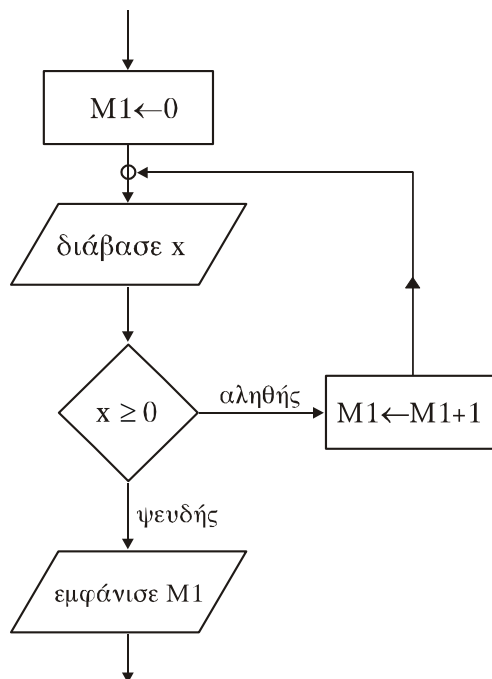 M1←0
διάβασε x
x ≥ 0
αληθής
M1←M1+1
ψευδής
εμφάνισε M1